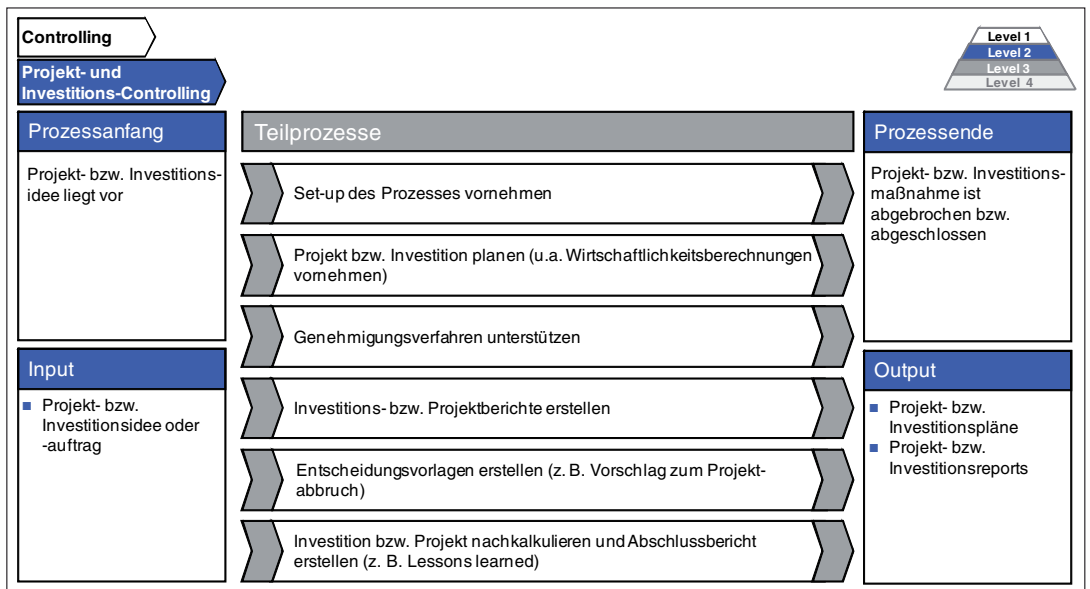 Controlling
Projekt- und
Investitions-Controlling
Level 1
Level 2
Level 3
Level 4
Prozessanfang
Projekt- bzw. Investitions-
idee liegt vor
Input
Projekt- bzw.
Investitionsidee oder
-auftrag
Teilprozesse
Set-up des Prozesses vornehmen
Projekt bzw. Investition planen (u.a. Wirtschaftlichkeitsberechnungen
vornehmen)
Genehmigungsverfahren unterstützen
Investitions- bzw. Projektberichte erstellen
Entscheidungsvorlagen erstellen (z. B. Vorschlag zum Projekt-
abbruch)
Investition bzw. Projekt nachkalkulieren und Abschlussbericht
erstellen (z. B. Lessons learned)
Prozessende
Projekt- bzw. Investitions-
maßnahme ist
abgebrochen bzw.
abgeschlossen
Output
Projekt- bzw.
Investitionspläne
Projekt- bzw.
Investitionsreports